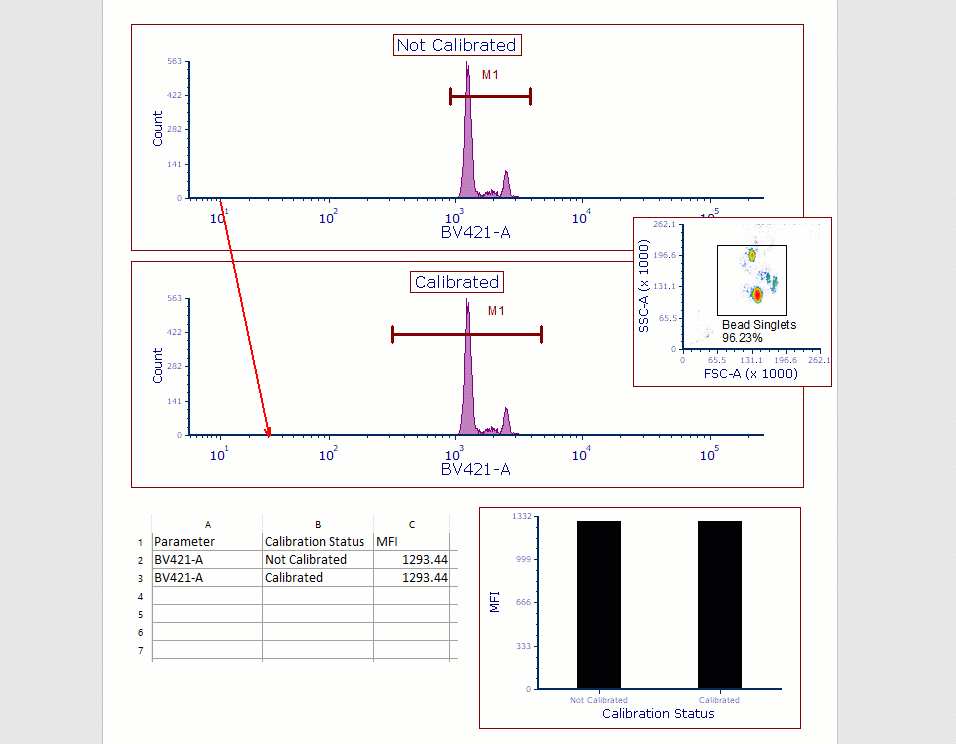 Not Calibrated
M1
563
422
282
141
0
Count
10¹ 10² 10³ 10⁴ 10⁵
BV421-A
Calibrated
M1
563
422
282
141
0
Count
10¹ 10² 10³ 10⁴ 10⁵
BV421-A
262.1
196.6
131.1
65.5
0
SSC-A (x 1000)
Bead Singlets
96.23%
0 65.5 131.1 196.6 262.1
FSC-A (x 1000)
A B C
1 Parameter Calibration Status MFI
2 BV421-A Not Calibrated 1293.44
3 BV421-A Calibrated 1293.44
4
5
6
7
1332
999
666
333
0
MFI
Not Calibrated Calibrated
Calibration Status